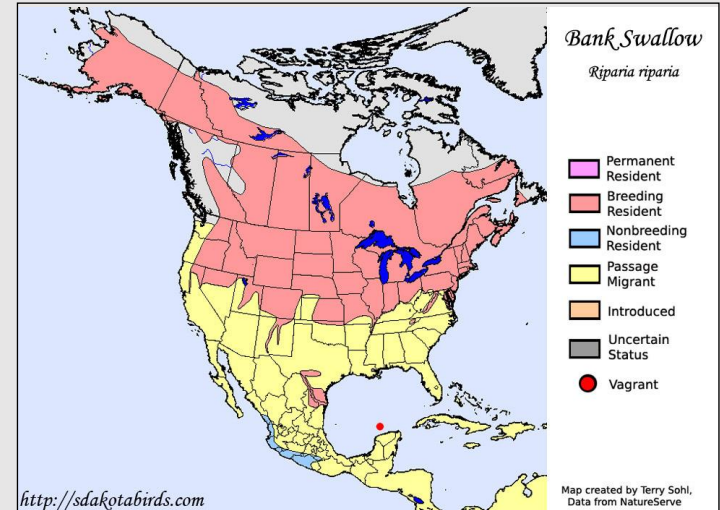 Bank Swallow
Riparia riparia
Permanent
Resident
Breeding
Resident
Nonbreeding
Resident
Passage
Migrant
Introduced
Uncertain
Status
Vagrant
http://sdakotabirds.com
Map created by Terry Sohl,
Data from NatureServe